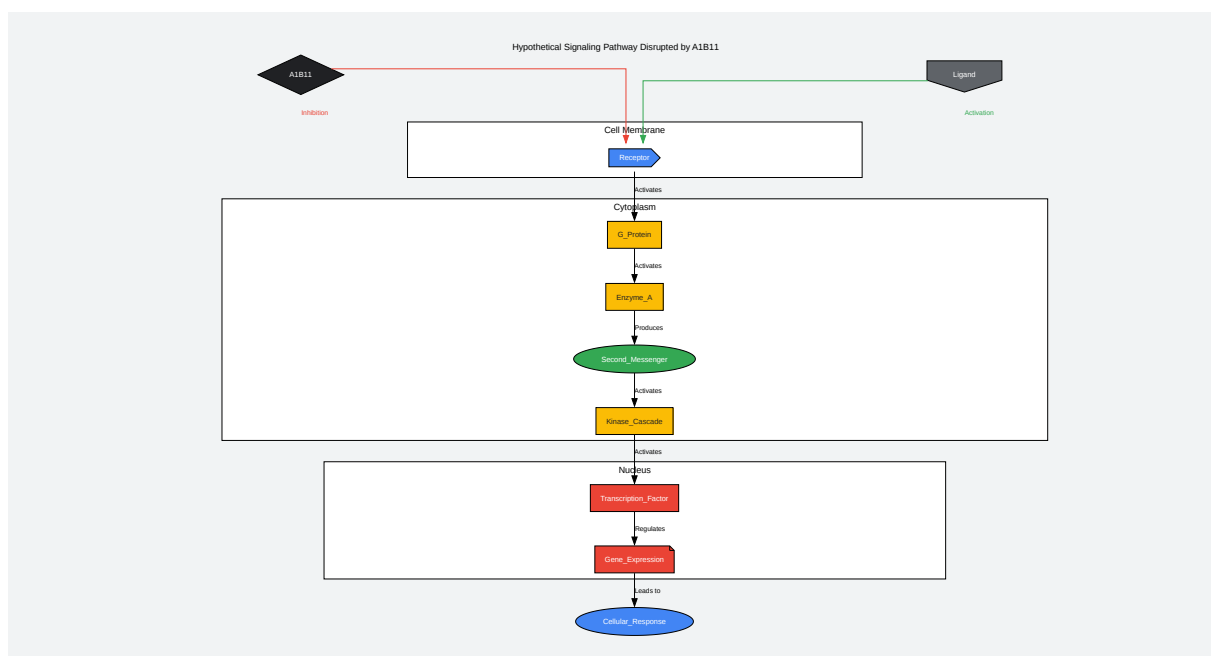 Hypothetical Signaling Pathway Disrupted by A1B11
A1B11
Ligand
Inhibition
Activation
Cell Membrane
Receptor
Activates
Cytoplasm
G_Protein
Activates
Enzyme_A
Produces
Second_Messenger
Activates
Kinase_Cascade
Activates
Nucleus
Transcription_Factor
Regulates
Gene_Expression
Leads to
Cellular_Response